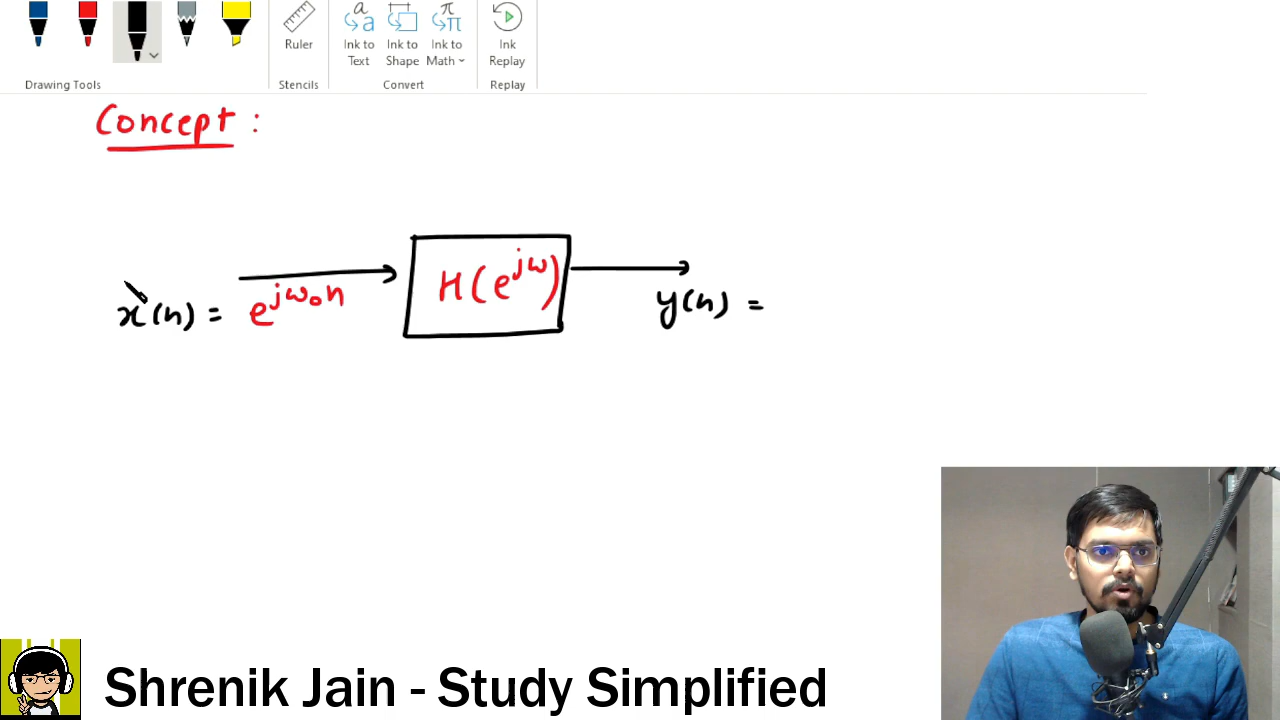 Ruler
Ink to Text
Ink to Shape
Ink to Math
Ink Replay
Drawing Tools
Stencils
Convert
Replay
Concept :
x(n) = e^{jω₀n}
H(e^{jω})
y(n) =
Shrenik Jain - Study Simplified